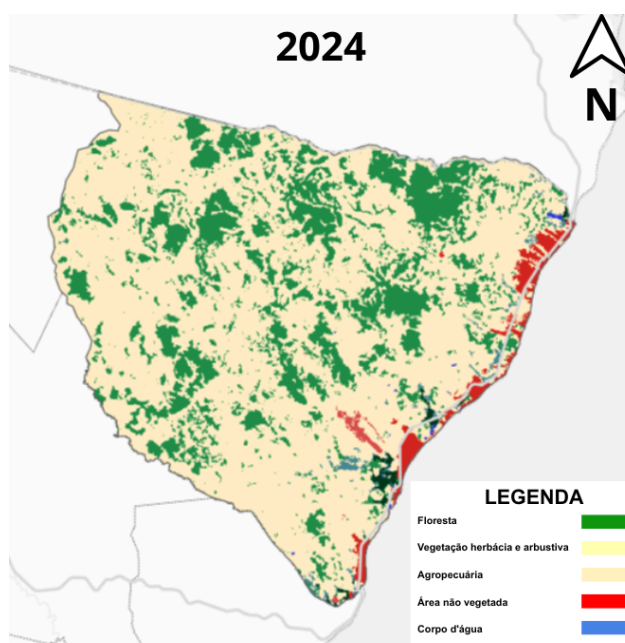 2024
N
LEGENDA
Floresta
Vegetação herbácia e arbustiva
Agropecuária
Área não vegetada
Corpo d'água